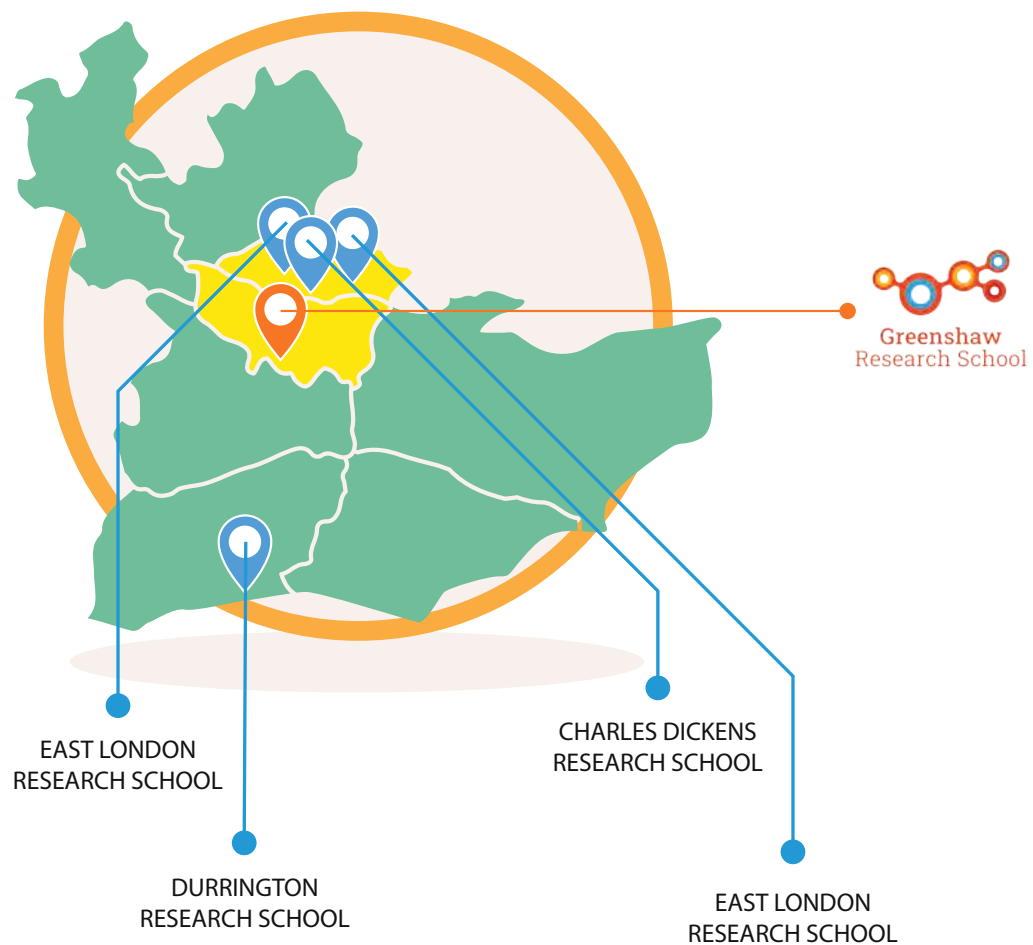 Greenshaw
Research School
EAST LONDON
RESEARCH SCHOOL
CHARLES DICKENS
RESEARCH SCHOOL
DURRINGTON
RESEARCH SCHOOL
EAST LONDON
RESEARCH SCHOOL